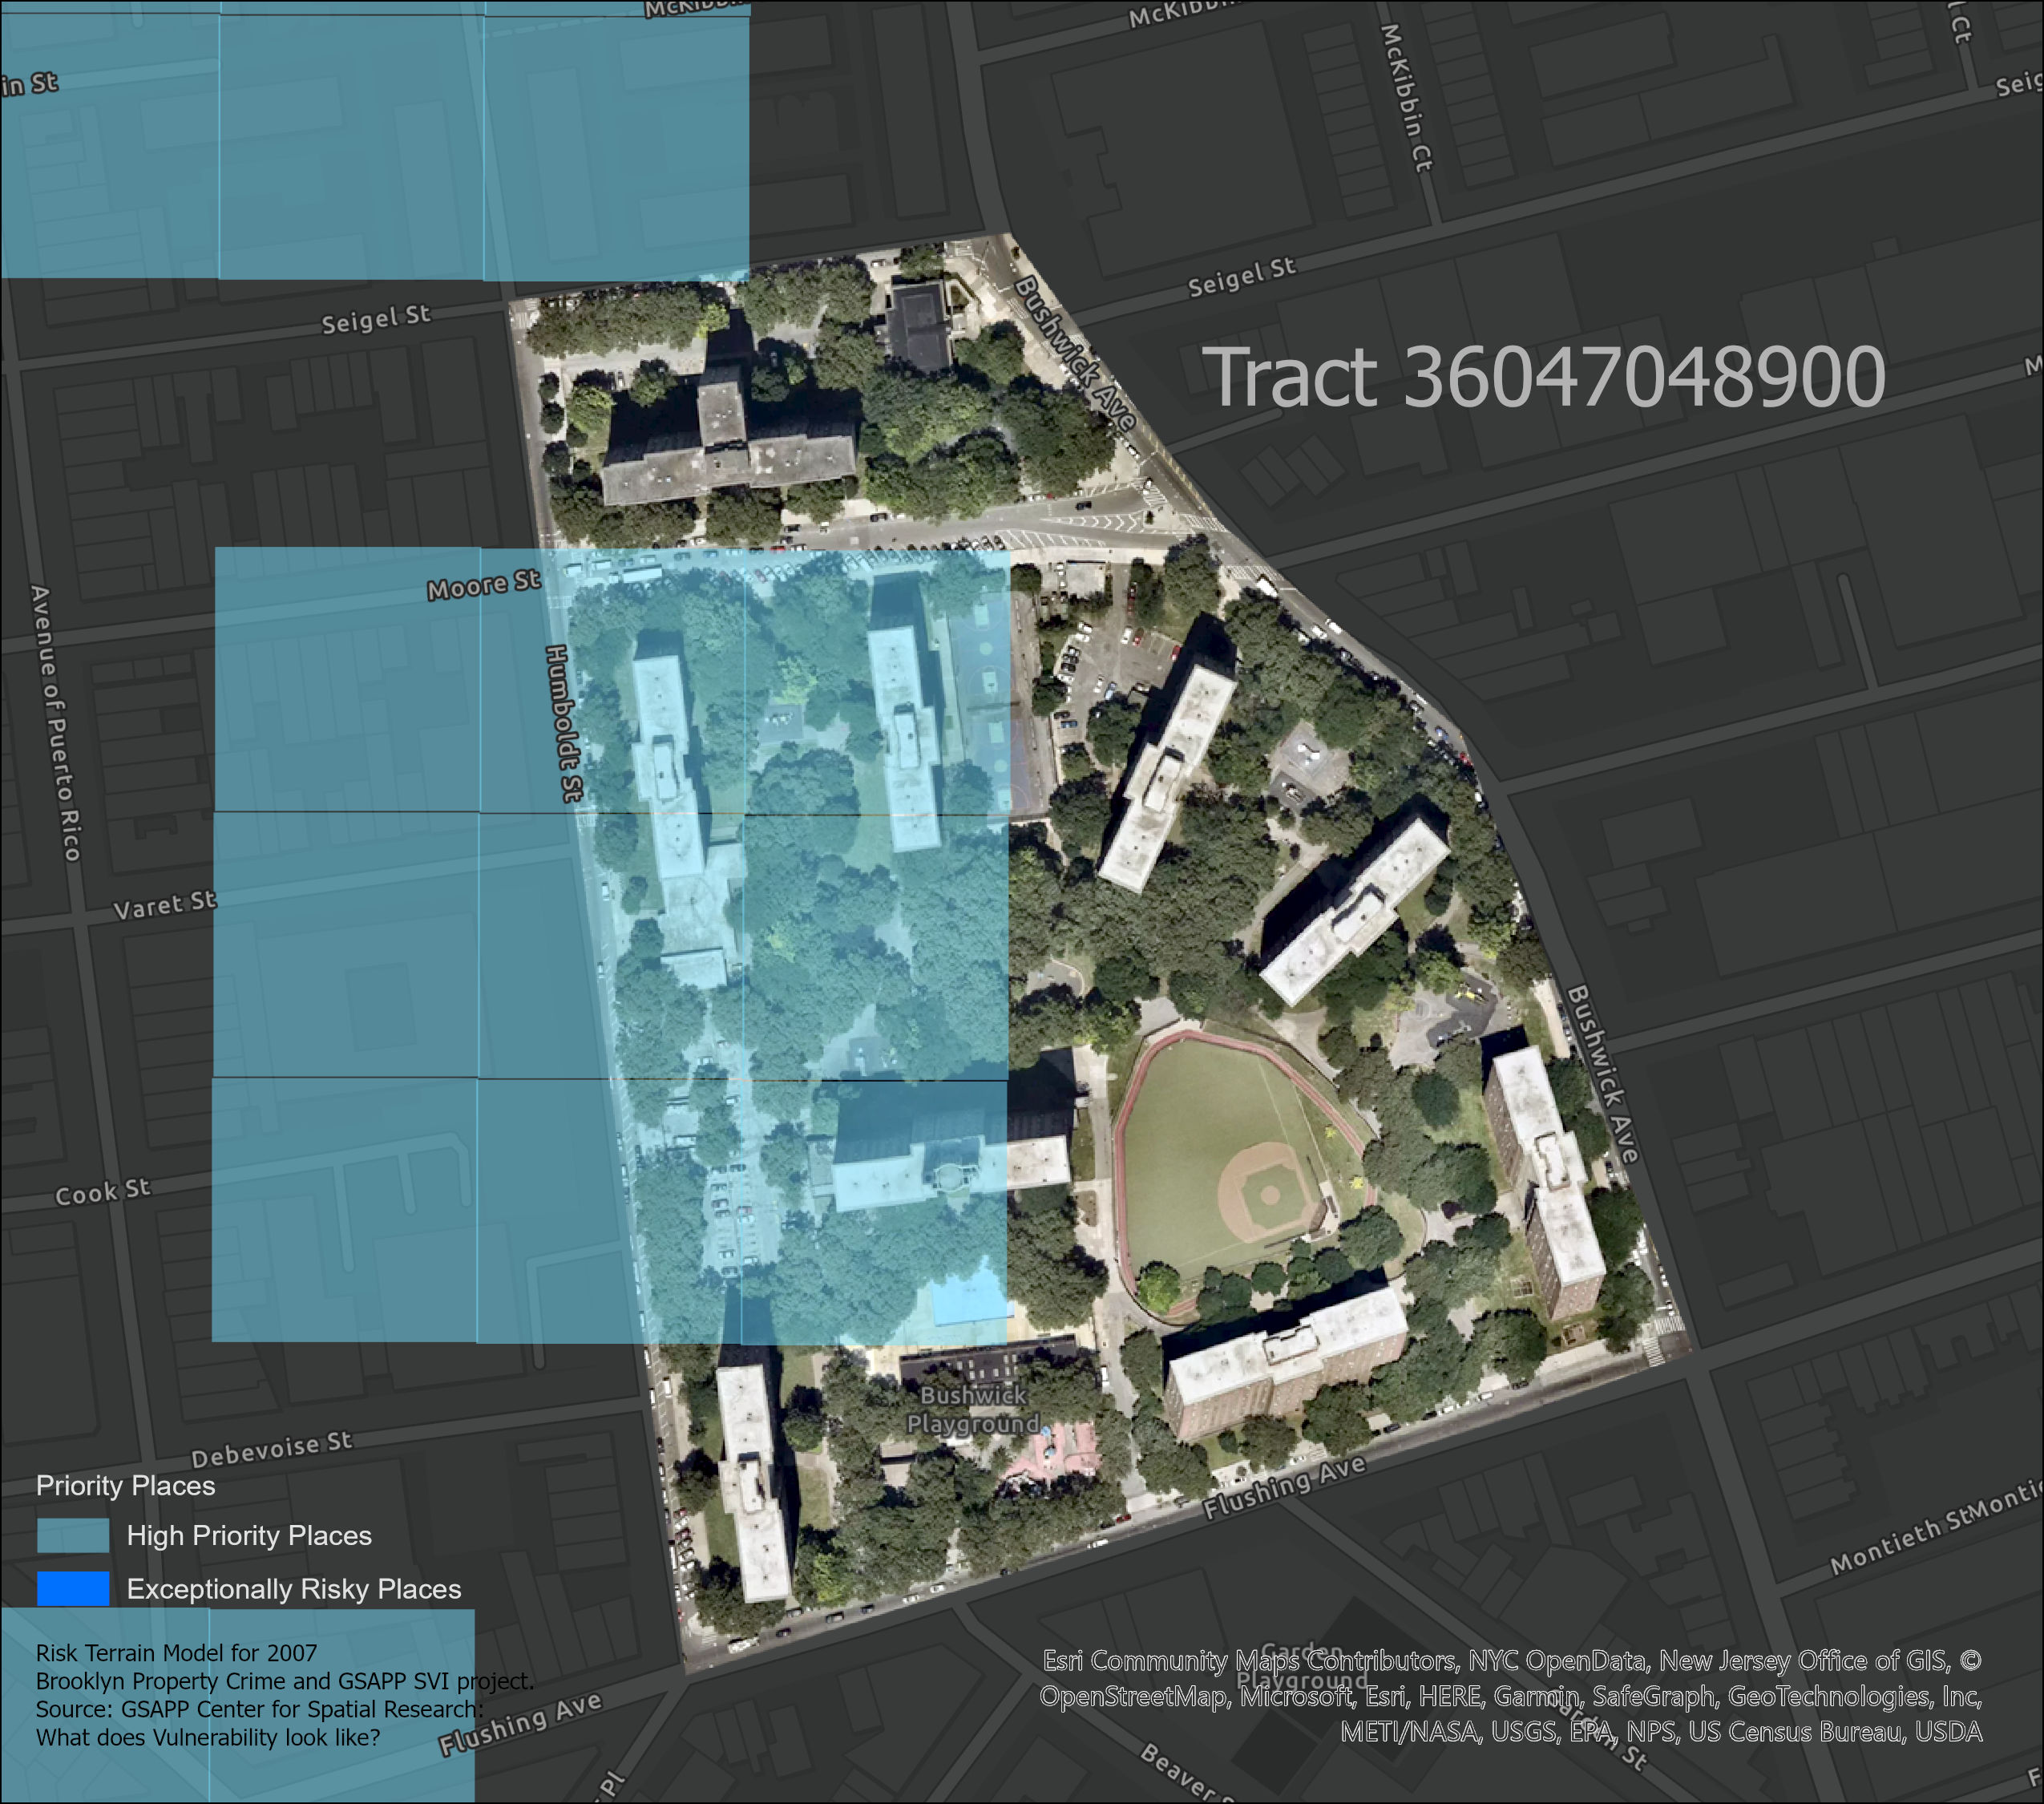 McKibbin
in St
McKibbin Ct
Ct
Seigel St
Seigel St
Bushwick Ave
Tract 36047048900
Moore St
Avenue of Puerto Rico
Humboldt St
Varet St
Bushwick Ave
Cook St
Bushwick
Playground
Debevoise St
Flushing Ave
Priority Places
High Priority Places
Exceptionally Risky Places
Montieth St
Risk Terrain Model for 2007
Brooklyn Property Crime and GSAPP SVI project.
Source: GSAPP Center for Spatial Research:
What does Vulnerability look like?
Flushing Ave
Pl
Beaver
Garden
Playground
Garden St
Esri Community Maps Contributors, NYC OpenData, New Jersey Office of GIS, ©
OpenStreetMap, Microsoft, Esri, HERE, Garmin, SafeGraph, GeoTechnologies, Inc,
METI/NASA, USGS, EPA, NPS, US Census Bureau, USDA